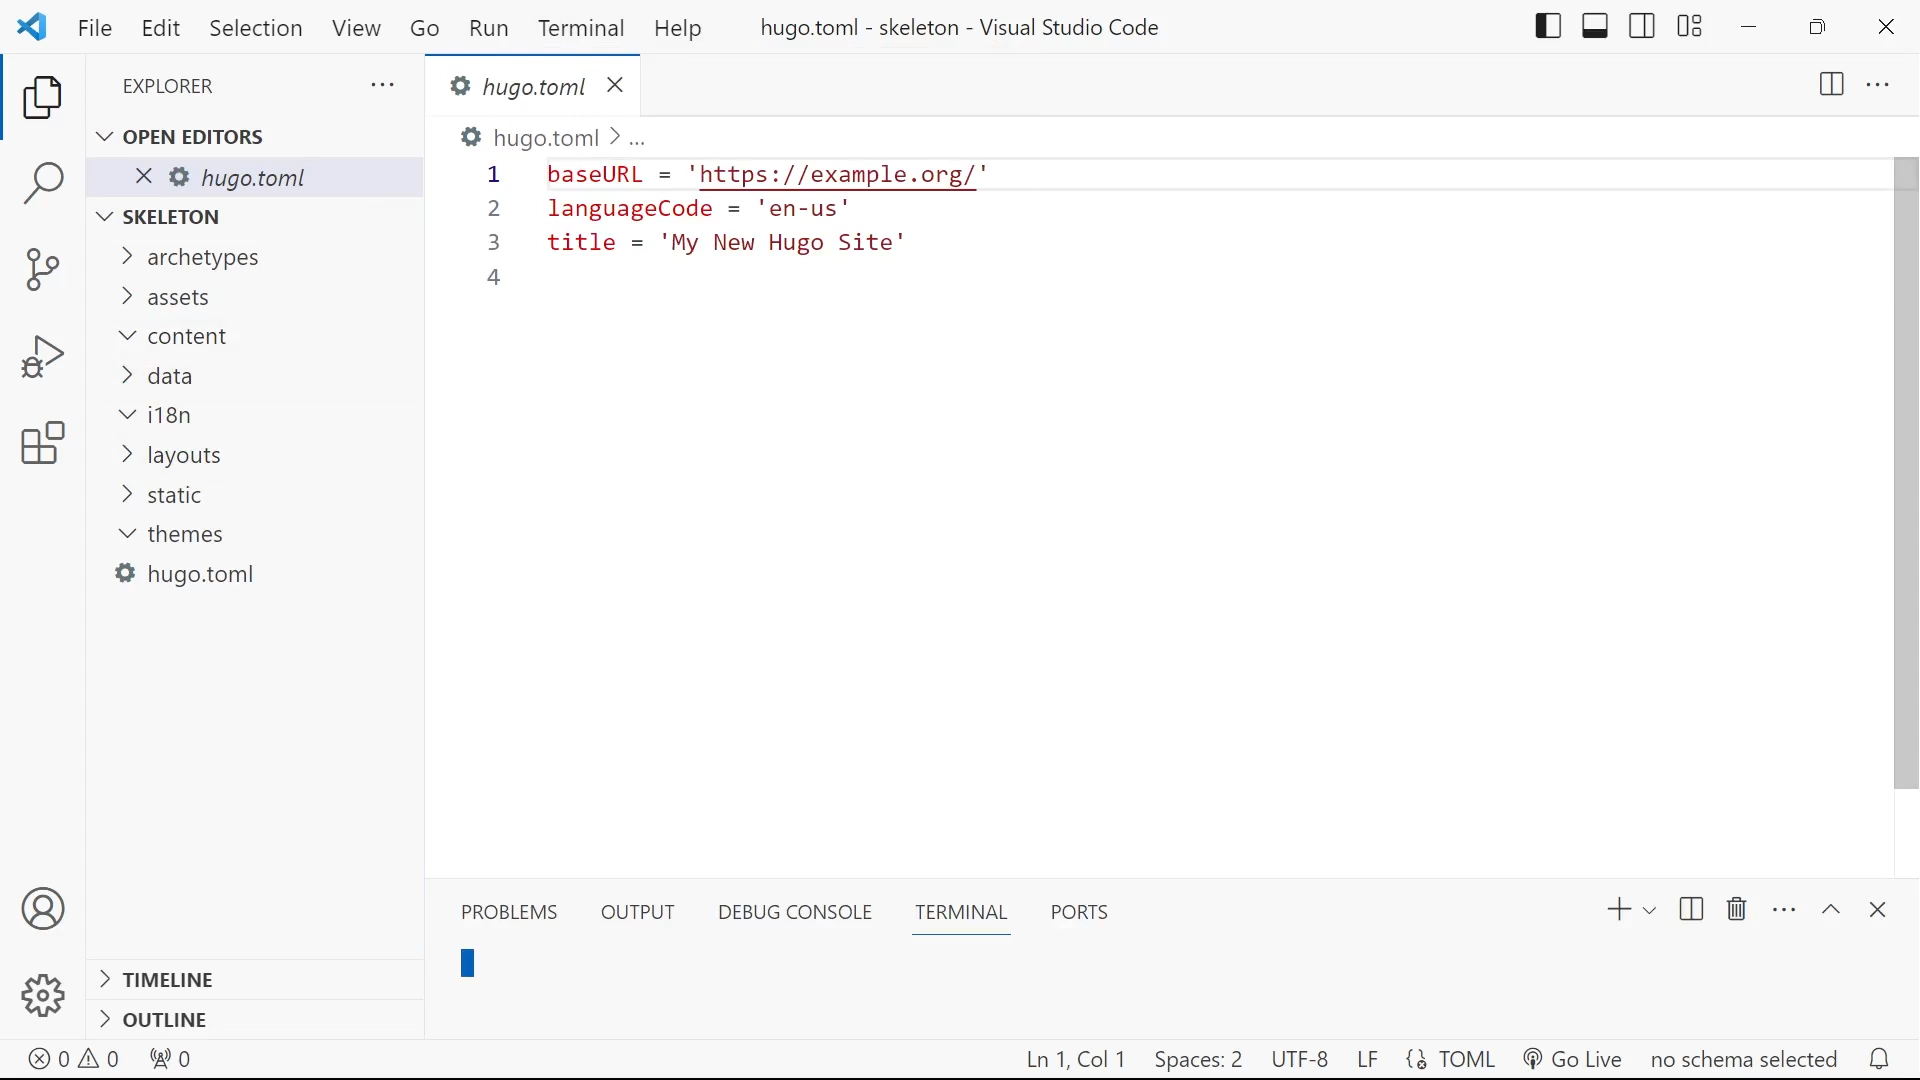 File Edit Selection View Go Run Terminal Help hugo.toml - skeleton - Visual Studio Code
EXPLORER
OPEN EDITORS
hugo.toml
SKELETON
archetypes
assets
content
data
i18n
layouts
static
themes
hugo.toml
TIMELINE
OUTLINE
hugo.toml
hugo.toml > ...
1 baseURL = 'https://example.org/'
2 languageCode = 'en-us'
3 title = 'My New Hugo Site'
4
PROBLEMS OUTPUT DEBUG CONSOLE TERMINAL PORTS
0 0 0 Ln 1, Col 1 Spaces: 2 UTF-8 LF TOML Go Live no schema selected